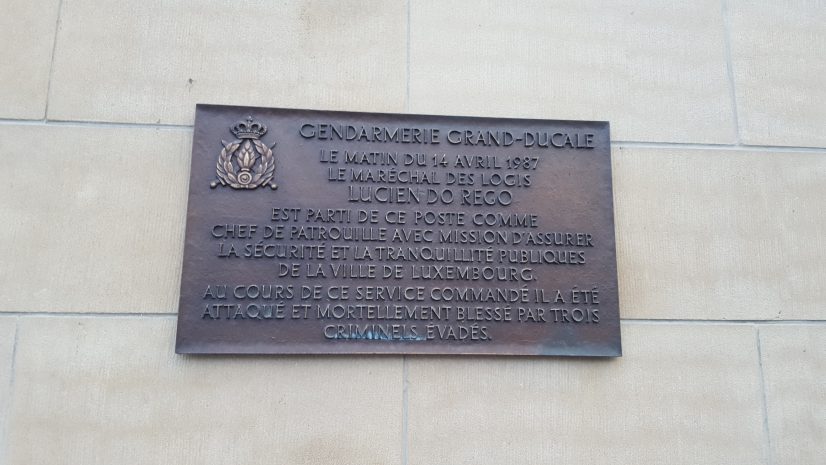 GENDARMERIE GRAND-DUCALE
LE MATIN DU 14 AVRIL 1987
LE MARÉCHAL DES LOGIS
LUCIEN DO REGO
EST PARTI DE CE POSTE COMME
CHEF DE PATROUILLE AVEC MISSION D'ASSURER
LA SÉCURITÉ ET LA TRANQUILLITÉ PUBLIQUES
DE LA VILLE DE LUXEMBOURG.
AU COURS DE CE SERVICE COMMANDÉ IL A ÉTÉ
ATTAQUÉ ET MORTELLEMENT BLESSÉ PAR TROIS
CRIMINELS ÉVADÉS.